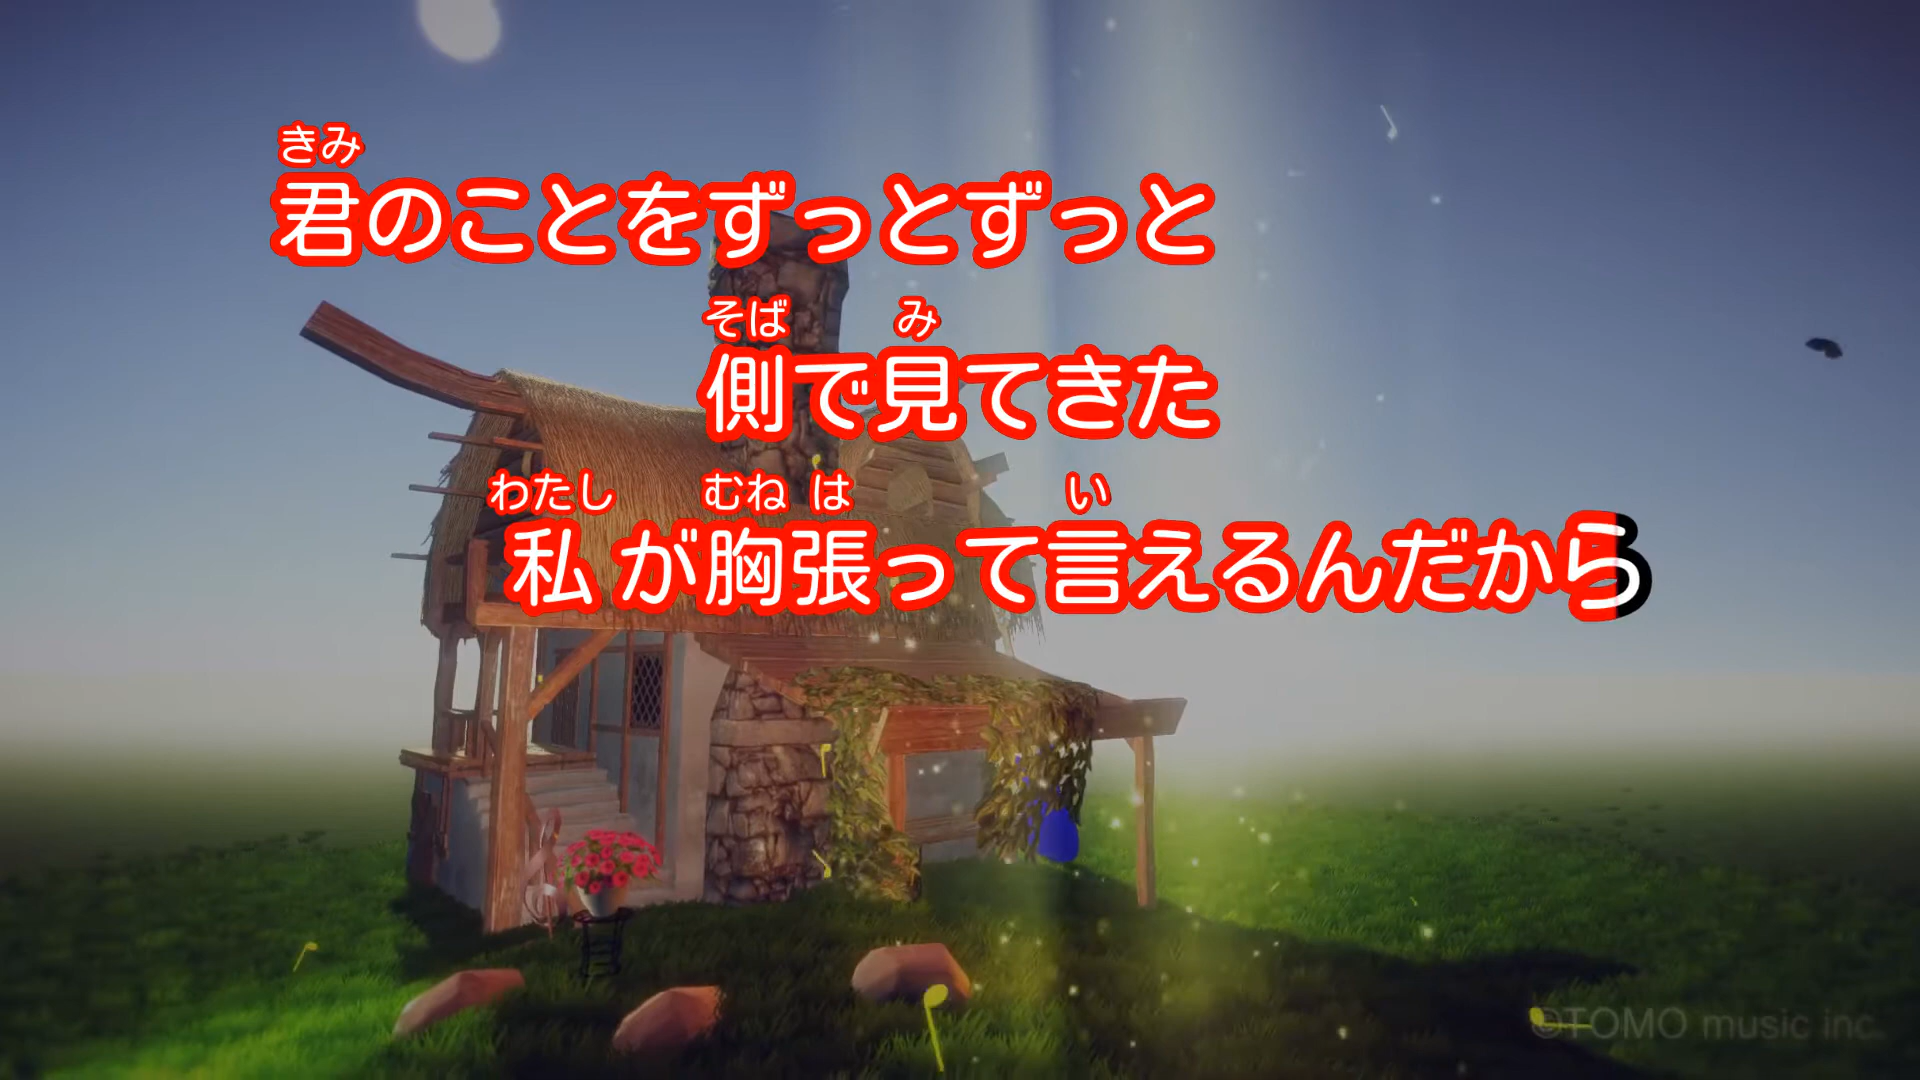 きみ
君のことをずっとずっと
そば み
側で見てきた
わたし むね は い
私が胸張って言えるんだから
©TOMO music inc.